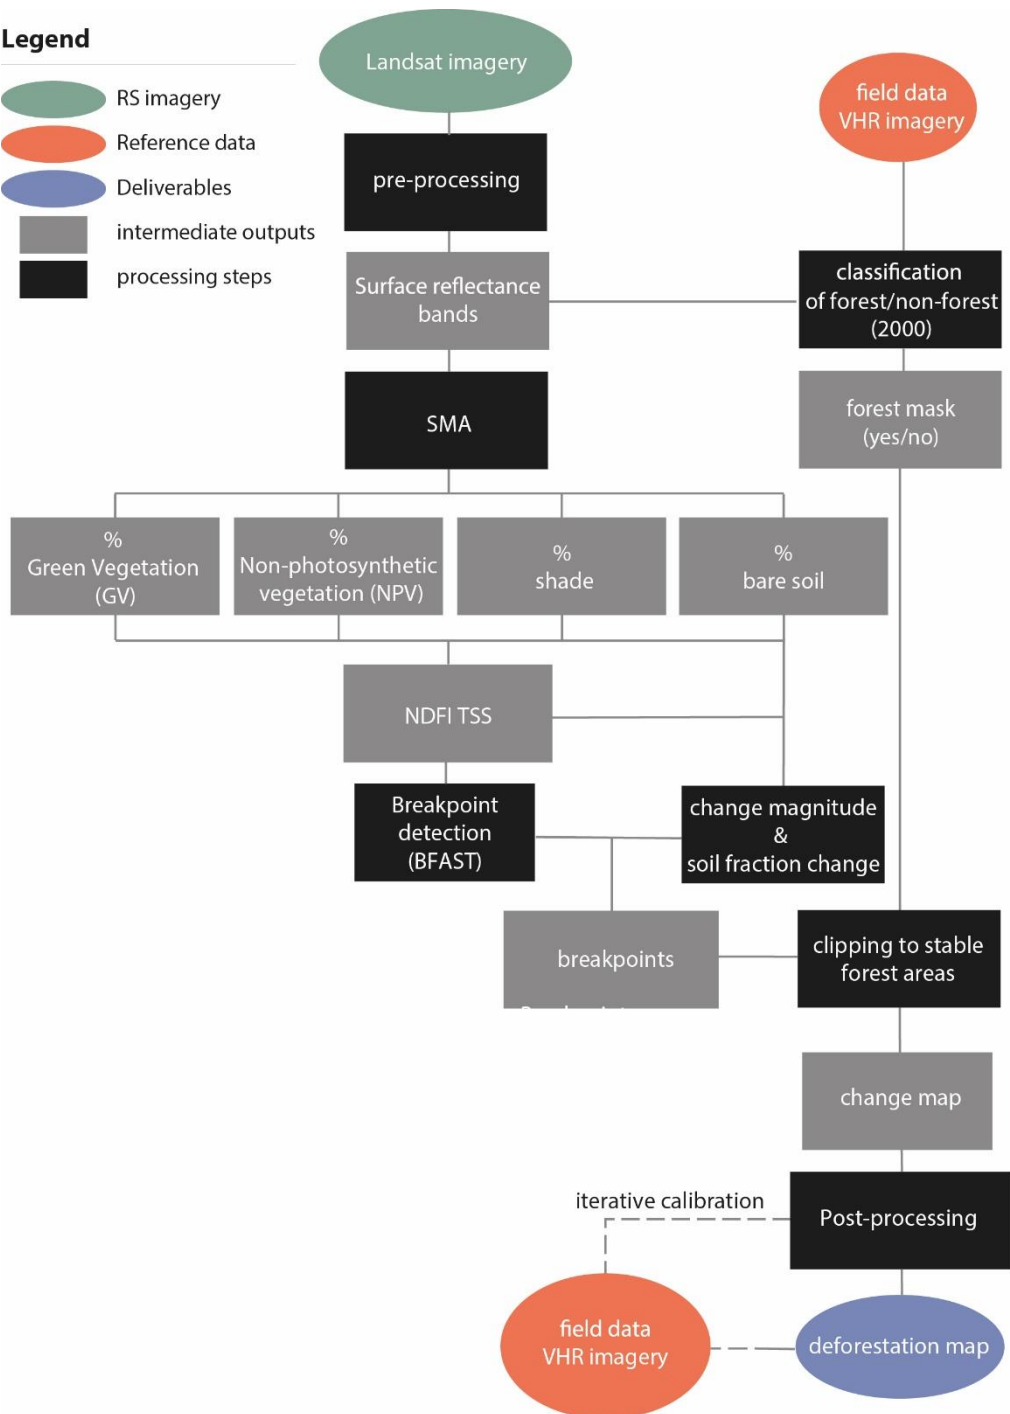 Legend
RS imagery
Reference data
Deliverables
intermediate outputs
processing steps
Landsat imagery
field data
VHR imagery
pre-processing
Surface reflectance
bands
classification
of forest/non-forest
(2000)
SMA
forest mask
(yes/no)
%
Green Vegetation
(GV)
%
Non-photosynthetic
vegetation (NPV)
%
shade
%
bare soil
NDFI TSS
Breakpoint
detection
(BFAST)
change magnitude
&
soil fraction change
breakpoints
clipping to stable
forest areas
change map
iterative calibration
Post-processing
field data
VHR imagery
deforestation map